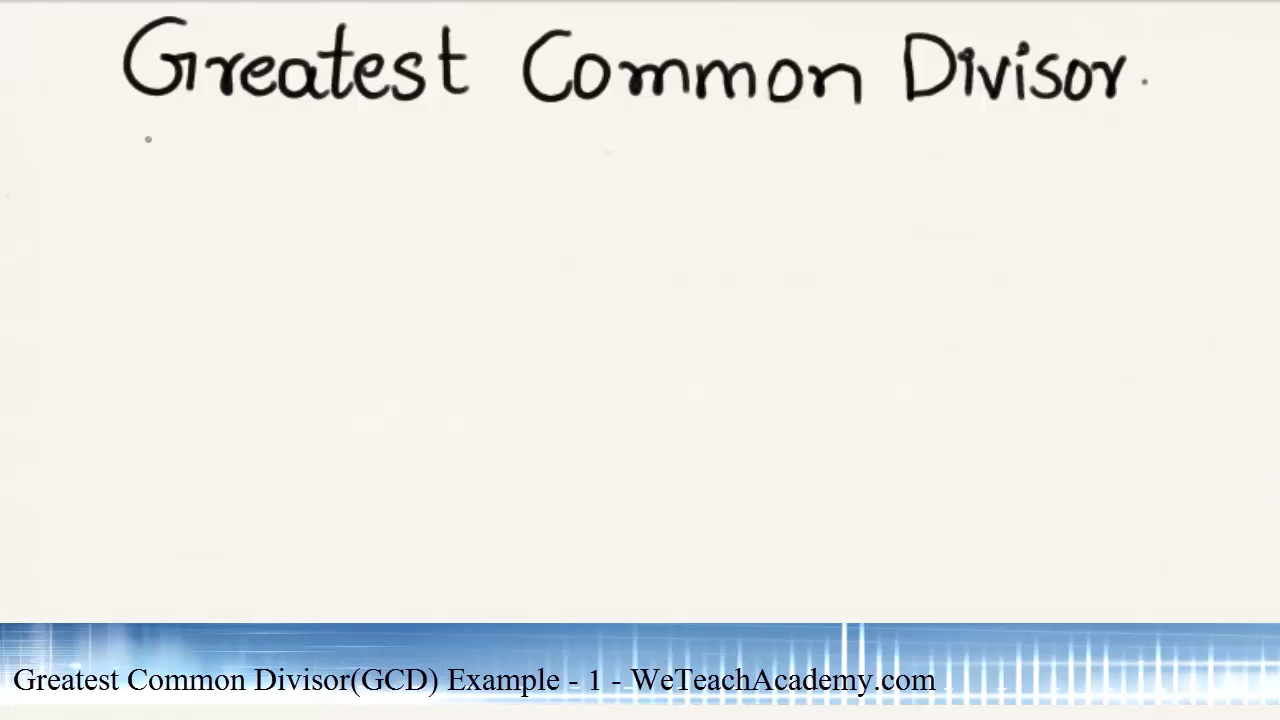 Greatest Common Divisor.
Greatest Common Divisor(GCD) Example - 1 - WeTeachAcademy.com